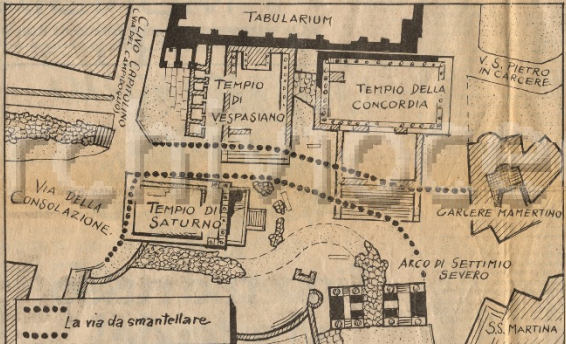 TABULARIUM
CLIVO CAPITOLINO
(VIA DEL CAMPIDOGLIO)
V. S. PIETRO
IN CARCERE
TEMPIO
DI
VESPASIANO
TEMPIO DELLA
CONCORDIA
VIA DELLA
CONSOLAZIONE
TEMPIO DI
SATURNO
CARCERE MAMERTINO
ARCO DI SETTIMIO
SEVERO
La via da smantellare
S.S. MARTINA